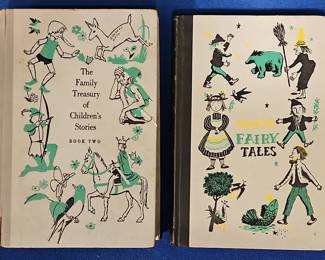 The
Family
Treasury
of
Children's
Stories
BOOK TWO
FAIRY
TALES